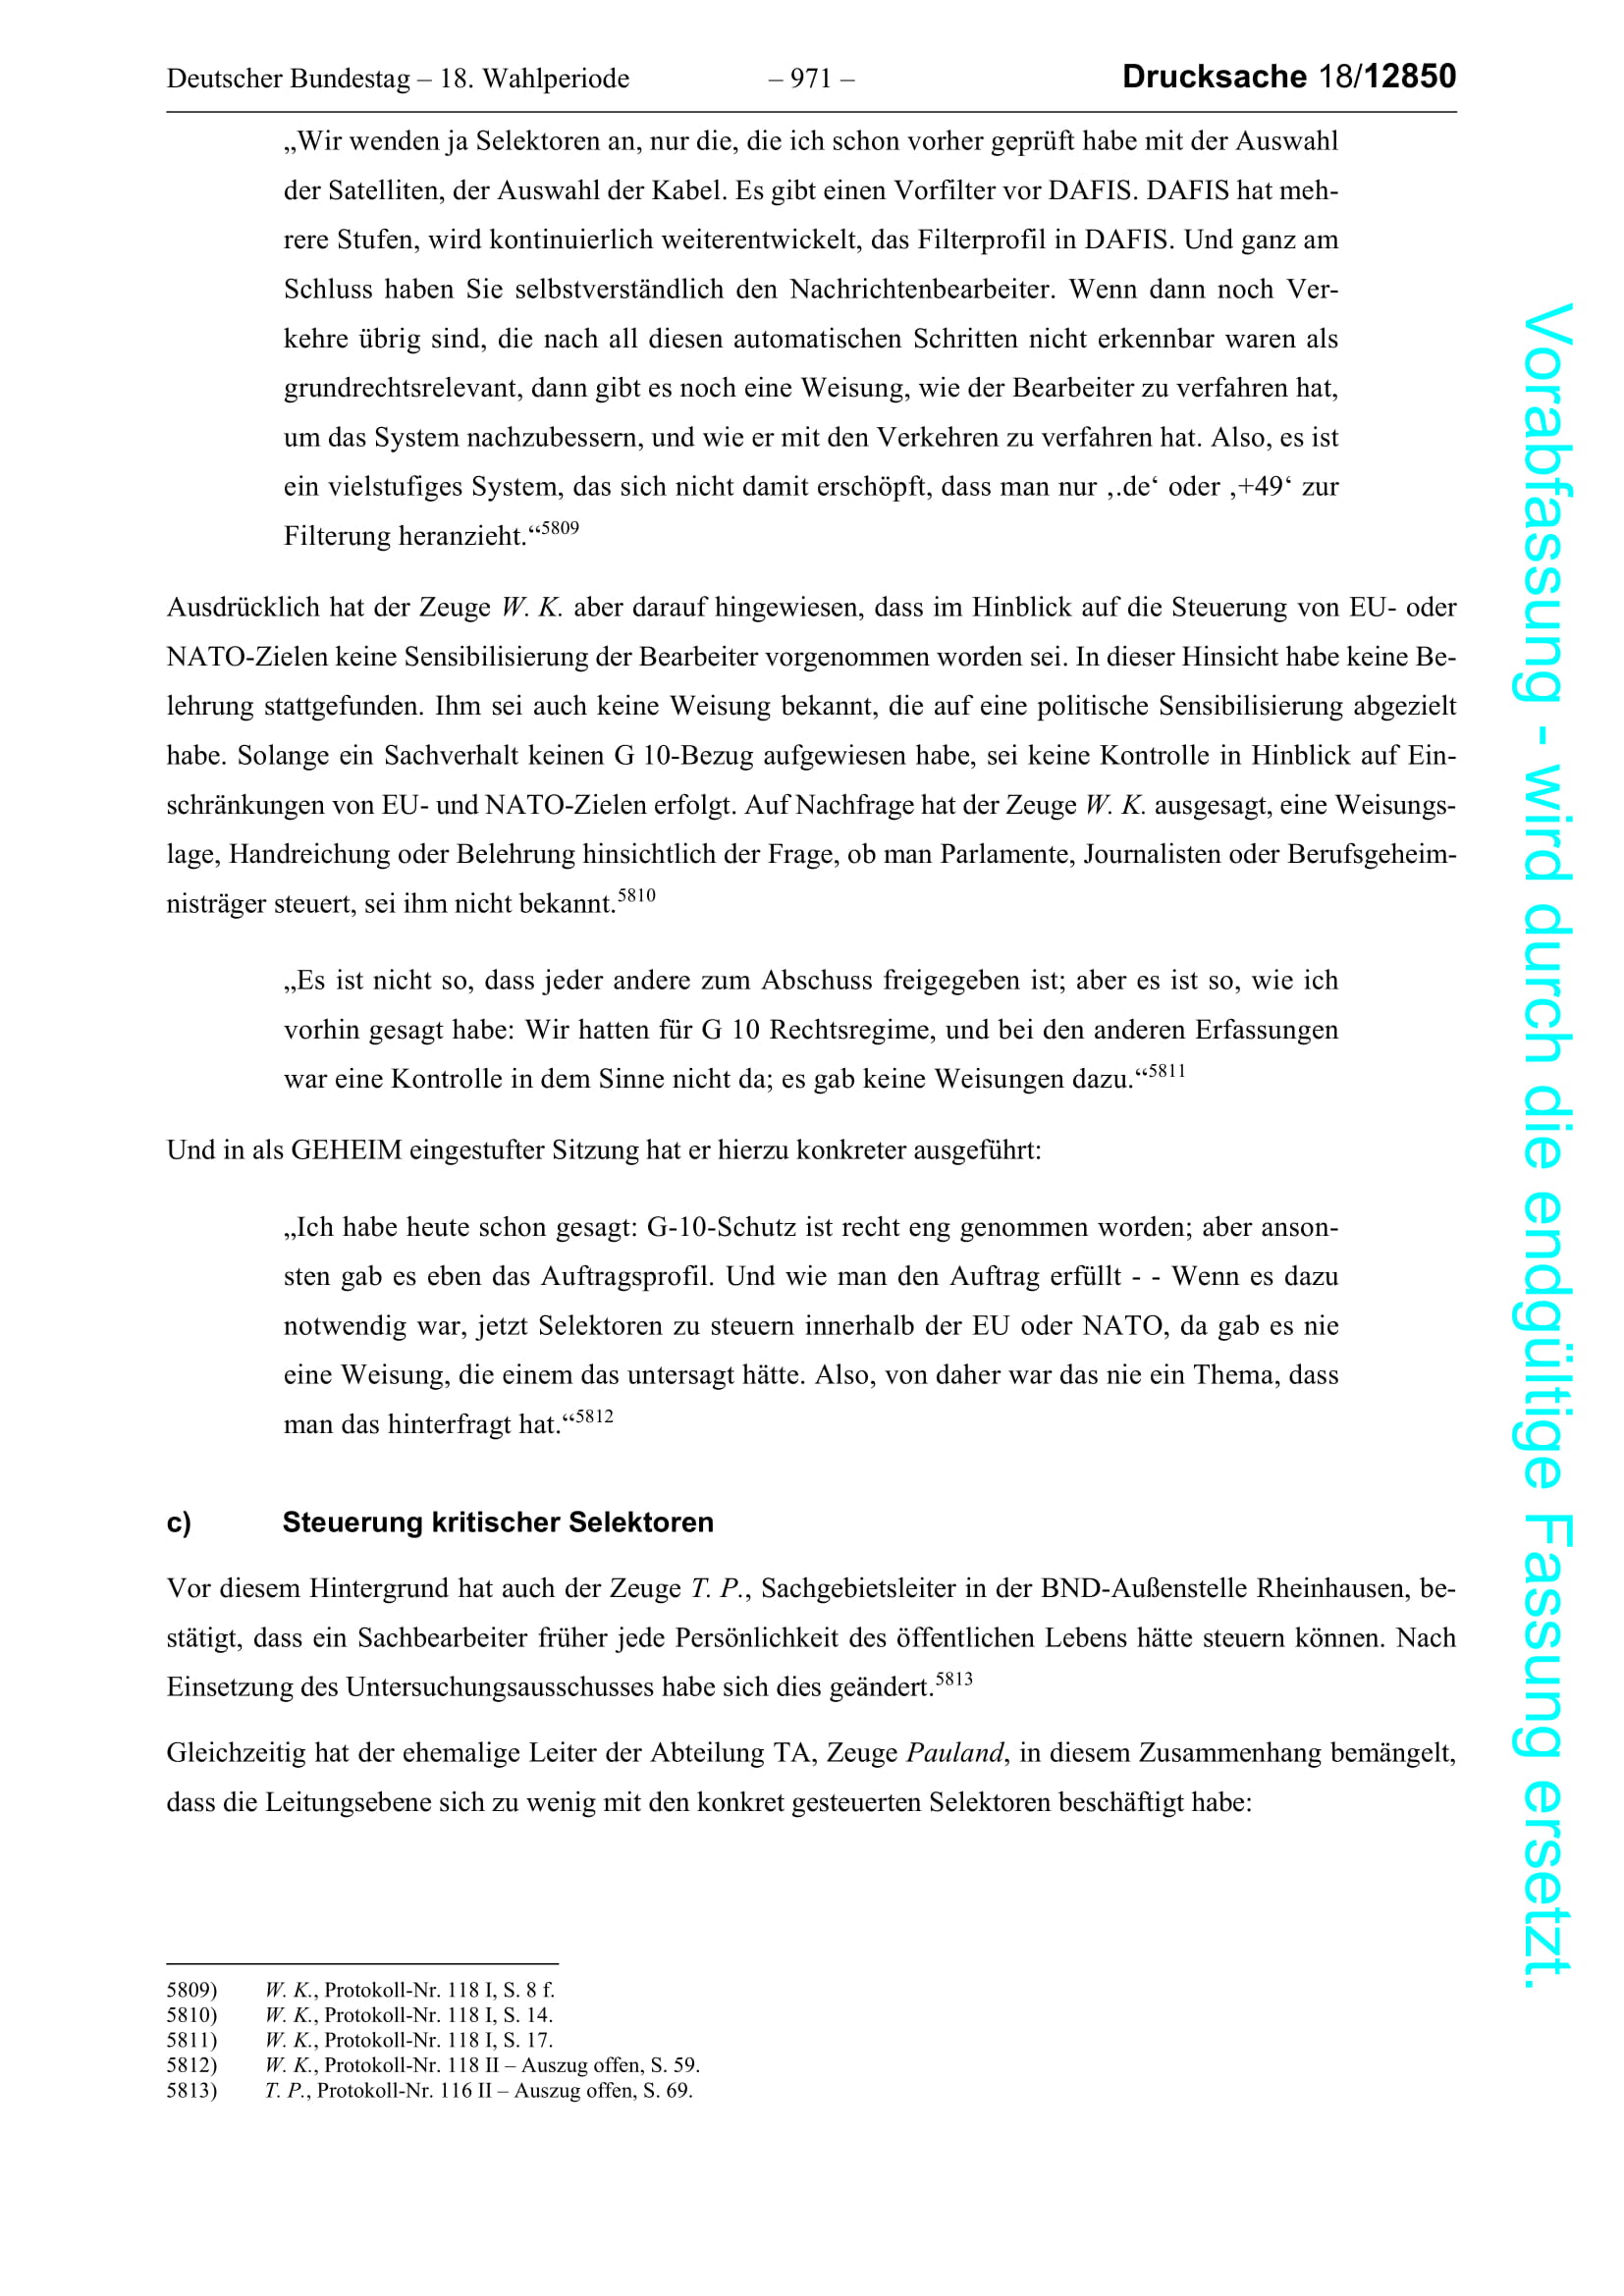 Deutscher Bundestag – 18. Wahlperiode – 971 – Drucksache 18/12850
„Wir wenden ja Selektoren an, nur die, die ich schon vorher geprüft habe mit der Auswahl
der Satelliten, der Auswahl der Kabel. Es gibt einen Vorfilter vor DAFIS. DAFIS hat meh-
rere Stufen, wird kontinuierlich weiterentwickelt, das Filterprofil in DAFIS. Und ganz am
Schluss haben Sie selbstverständlich den Nachrichtenbearbeiter. Wenn dann noch Ver-
kehre übrig sind, die nach all diesen automatischen Schritten nicht erkennbar waren als
grundrechtsrelevant, dann gibt es noch eine Weisung, wie der Bearbeiter zu verfahren hat,
um das System nachzubessern, und wie er mit den Verkehren zu verfahren hat. Also, es ist
ein vielstufiges System, das sich nicht damit erschöpft, dass man nur ‚.de‘ oder ‚+49‘ zur
Filterung heranzieht.“5809
Ausdrücklich hat der Zeuge W. K. aber darauf hingewiesen, dass im Hinblick auf die Steuerung von EU- oder
NATO-Zielen keine Sensibilisierung der Bearbeiter vorgenommen worden sei. In dieser Hinsicht habe keine Be-
lehrung stattgefunden. Ihm sei auch keine Weisung bekannt, die auf eine politische Sensibilisierung abgezielt
habe. Solange ein Sachverhalt keinen G 10-Bezug aufgewiesen habe, sei keine Kontrolle in Hinblick auf Ein-
schränkungen von EU- und NATO-Zielen erfolgt. Auf Nachfrage hat der Zeuge W. K. ausgesagt, eine Weisungs-
lage, Handreichung oder Belehrung hinsichtlich der Frage, ob man Parlamente, Journalisten oder Berufsgeheim-
nisträger steuert, sei ihm nicht bekannt.5810
„Es ist nicht so, dass jeder andere zum Abschuss freigegeben ist; aber es ist so, wie ich
vorhin gesagt habe: Wir hatten für G 10 Rechtsregime, und bei den anderen Erfassungen
war eine Kontrolle in dem Sinne nicht da; es gab keine Weisungen dazu.“5811
Und in als GEHEIM eingestufter Sitzung hat er hierzu konkreter ausgeführt:
„Ich habe heute schon gesagt: G-10-Schutz ist recht eng genommen worden; aber anson-
sten gab es eben das Auftragsprofil. Und wie man den Auftrag erfüllt - - Wenn es dazu
notwendig war, jetzt Selektoren zu steuern innerhalb der EU oder NATO, da gab es nie
eine Weisung, die einem das untersagt hätte. Also, von daher war das nie ein Thema, dass
man das hinterfragt hat.“5812
c) Steuerung kritischer Selektoren
Vor diesem Hintergrund hat auch der Zeuge T. P., Sachgebietsleiter in der BND-Außenstelle Rheinhausen, be-
stätigt, dass ein Sachbearbeiter früher jede Persönlichkeit des öffentlichen Lebens hätte steuern können. Nach
Einsetzung des Untersuchungsausschusses habe sich dies geändert.5813
Gleichzeitig hat der ehemalige Leiter der Abteilung TA, Zeuge Pauland, in diesem Zusammenhang bemängelt,
dass die Leitungsebene sich zu wenig mit den konkret gesteuerten Selektoren beschäftigt habe:
5809) W. K., Protokoll-Nr. 118 I, S. 8 f.
5810) W. K., Protokoll-Nr. 118 I, S. 14.
5811) W. K., Protokoll-Nr. 118 I, S. 17.
5812) W. K., Protokoll-Nr. 118 II – Auszug offen, S. 59.
5813) T. P., Protokoll-Nr. 116 II – Auszug offen, S. 69.
Vorabfassung - wird durch die endgültige Fassung ersetzt.